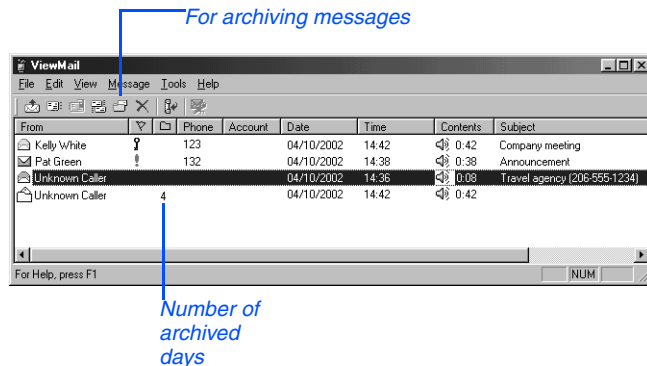 For archiving messages
ViewMail
File Edit View Message Tools Help
From Phone Account Date Time Contents Subject
Kelly White 123 04/10/2002 14:42 0:42 Company meeting
Pat Green 132 04/10/2002 14:38 0:38 Announcement
Unknown Caller 04/10/2002 14:36 0:08 Travel agency (206-555-1234)
Unknown Caller 4 04/10/2002 14:42 0:42
For Help, press F1 NUM
Number of
archived
days